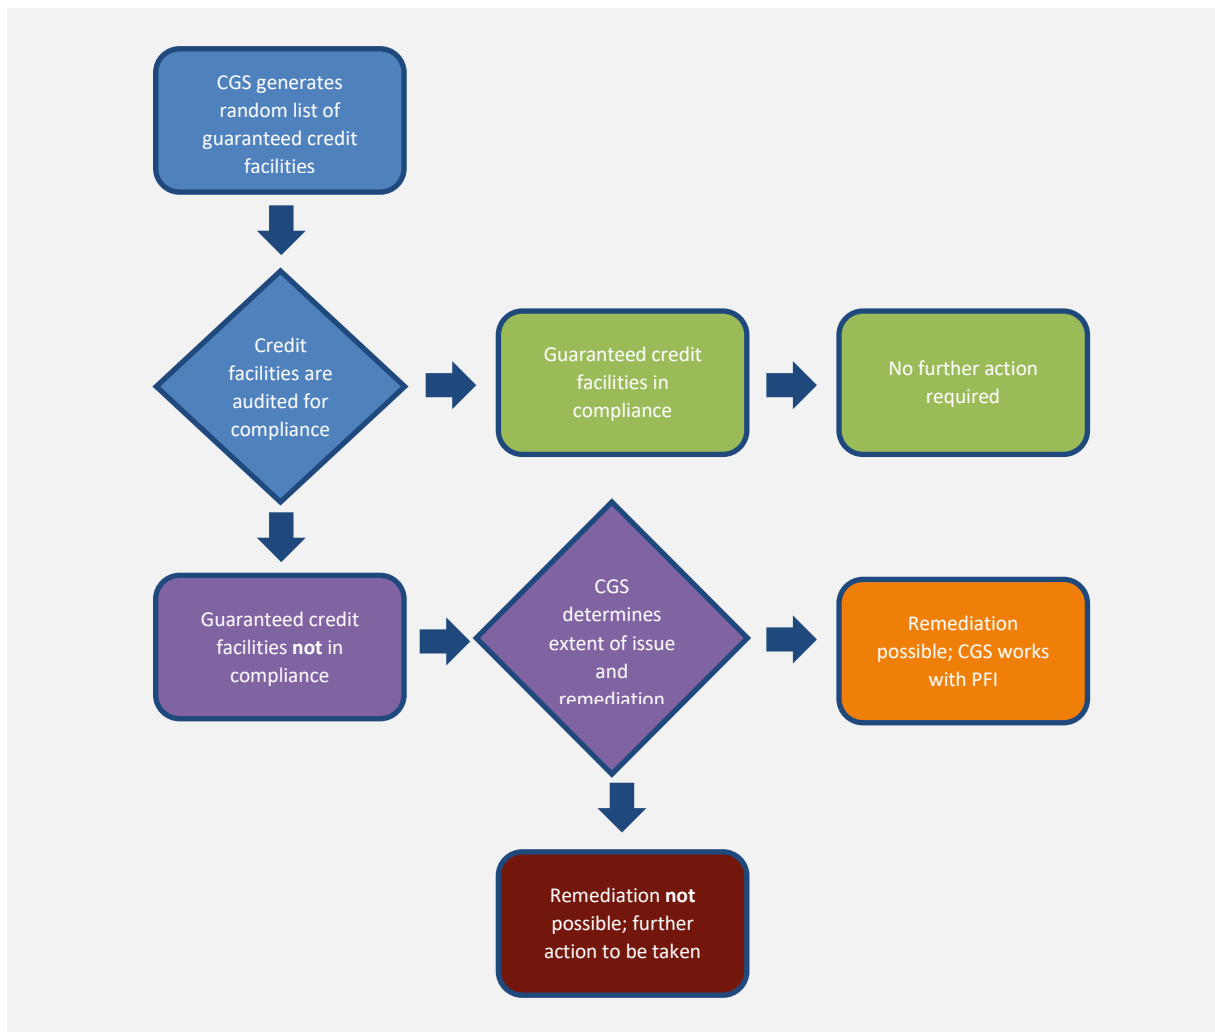 CGS generates
random list of
guaranteed credit
facilities
Credit
facilities are
audited for
compliance
Guaranteed credit
facilities in
compliance
No further action
required
Guaranteed credit
facilities not in
compliance
CGS
determines
extent of issue
and
remediation
Remediation
possible; CGS works
with PFI
Remediation not
possible; further
action to be taken